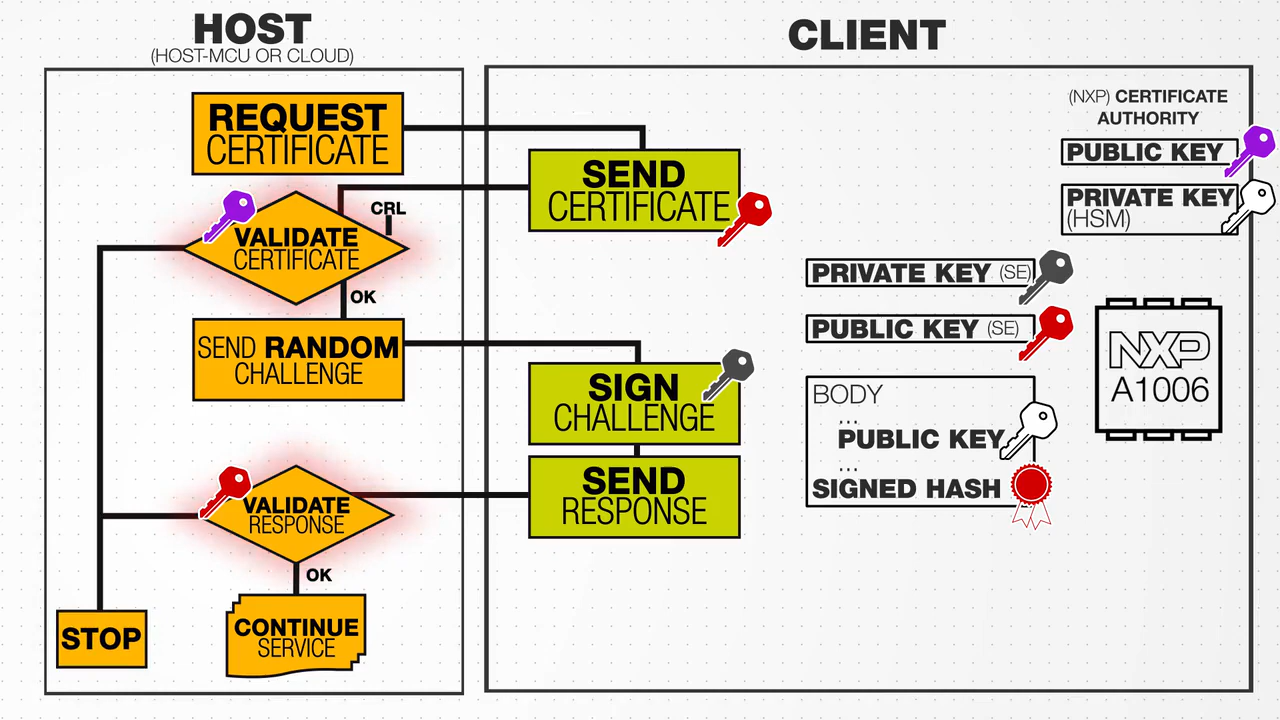 HOST
(HOST-MCU OR CLOUD)
REQUEST
CERTIFICATE
CRL
VALIDATE
CERTIFICATE
OK
SEND RANDOM
CHALLENGE
VALIDATE
RESPONSE
OK
STOP
CONTINUE
SERVICE
CLIENT
SEND
CERTIFICATE
SIGN
CHALLENGE
SEND
RESPONSE
(NXP) CERTIFICATE
AUTHORITY
PUBLIC KEY
PRIVATE KEY
(HSM)
PRIVATE KEY (SE)
PUBLIC KEY (SE)
BODY
...
PUBLIC KEY
...
SIGNED HASH
NXP
A1006